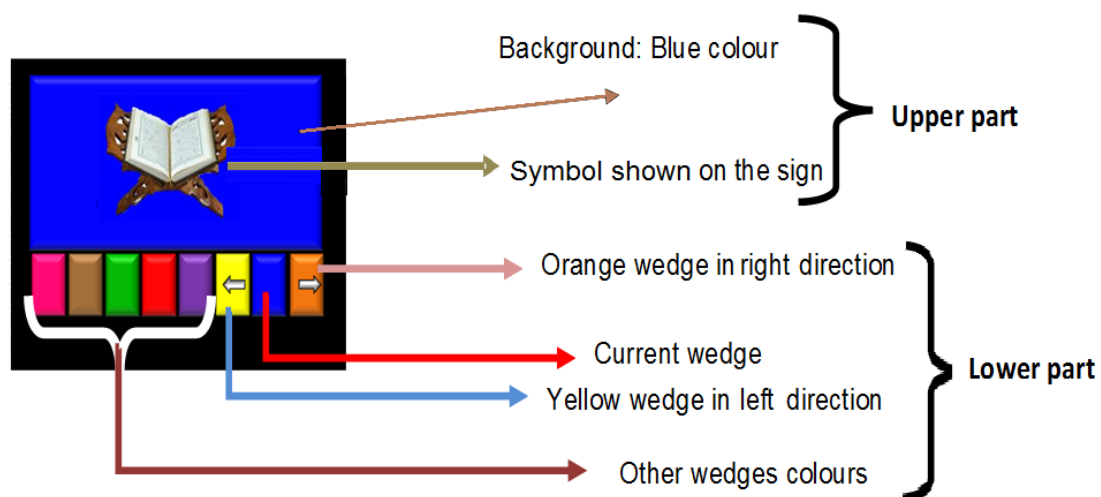 Background: Blue colour
Upper part
Symbol shown on the sign
Orange wedge in right direction
Current wedge
Lower part
Yellow wedge in left direction
Other wedges colours